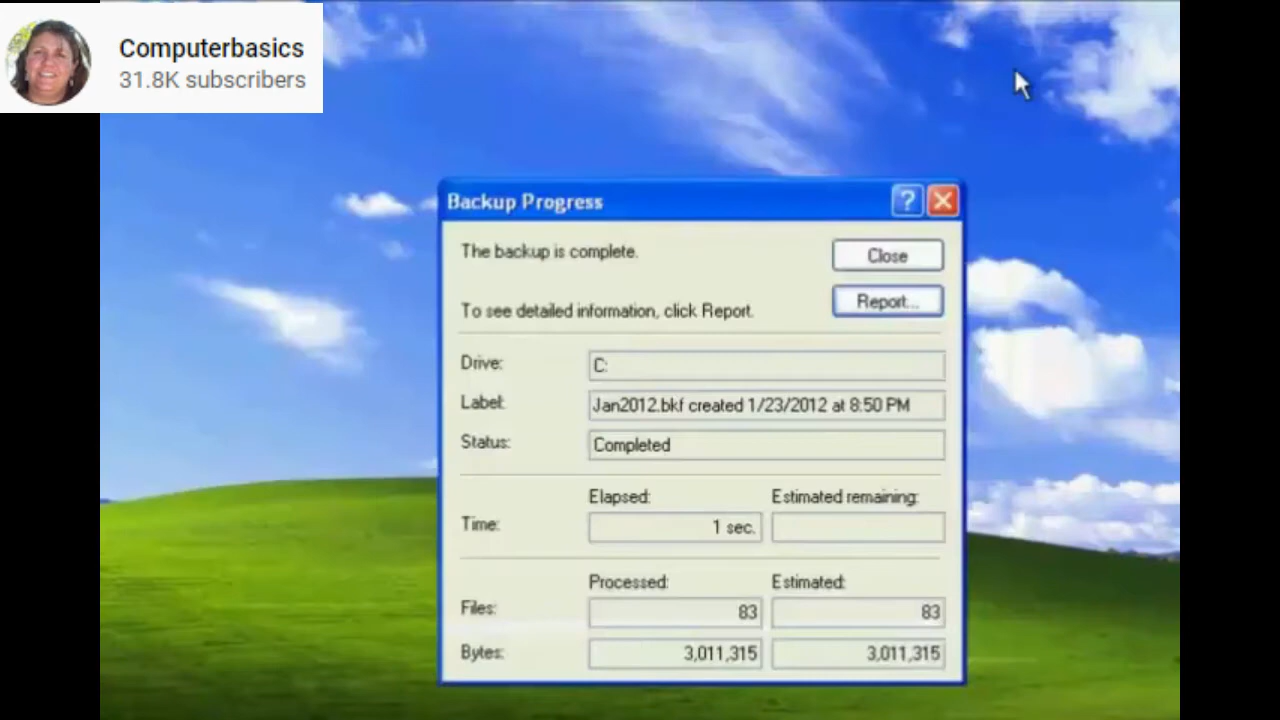 Computerbasics
31.8K subscribers
Backup Progress
The backup is complete.
Close
To see detailed information, click Report.
Report...
Drive:
C:
Label:
Jan2012.bkf created 1/23/2012 at 8:50 PM
Status:
Completed
Elapsed:
Estimated remaining:
Time:
1 sec.
Processed:
Estimated:
Files:
83
83
Bytes:
3,011,315
3,011,315